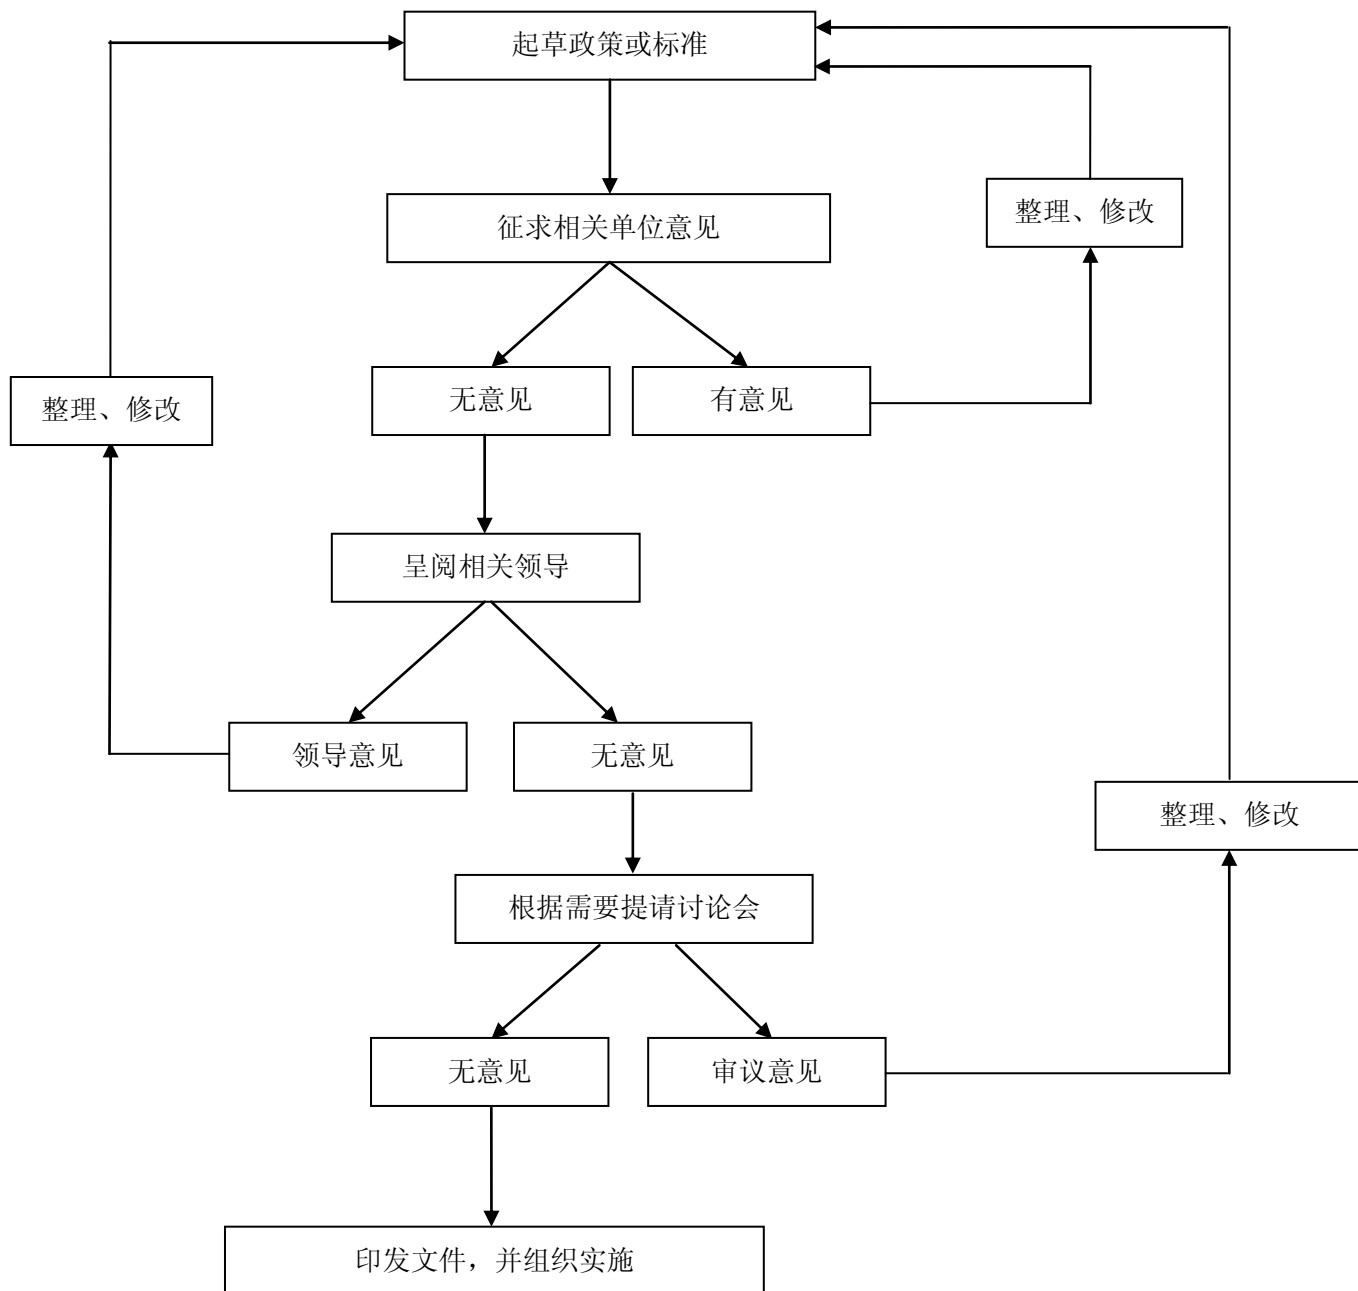 起草政策或标准
征求相关单位意见
整理、修改
无意见
有意见
整理、修改
呈阅相关领导
领导意见
无意见
整理、修改
根据需要提请讨论会
无意见
审议意见
印发文件，并组织实施